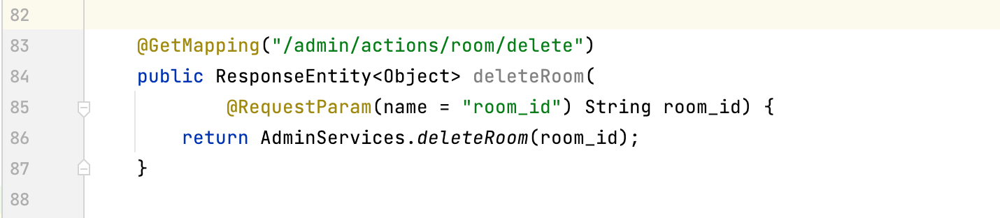 82
83 @GetMapping("/admin/actions/room/delete")
84 public ResponseEntity<Object> deleteRoom(
85 @RequestParam(name = "room_id") String room_id) {
86 return AdminServices.deleteRoom(room_id);
87 }
88